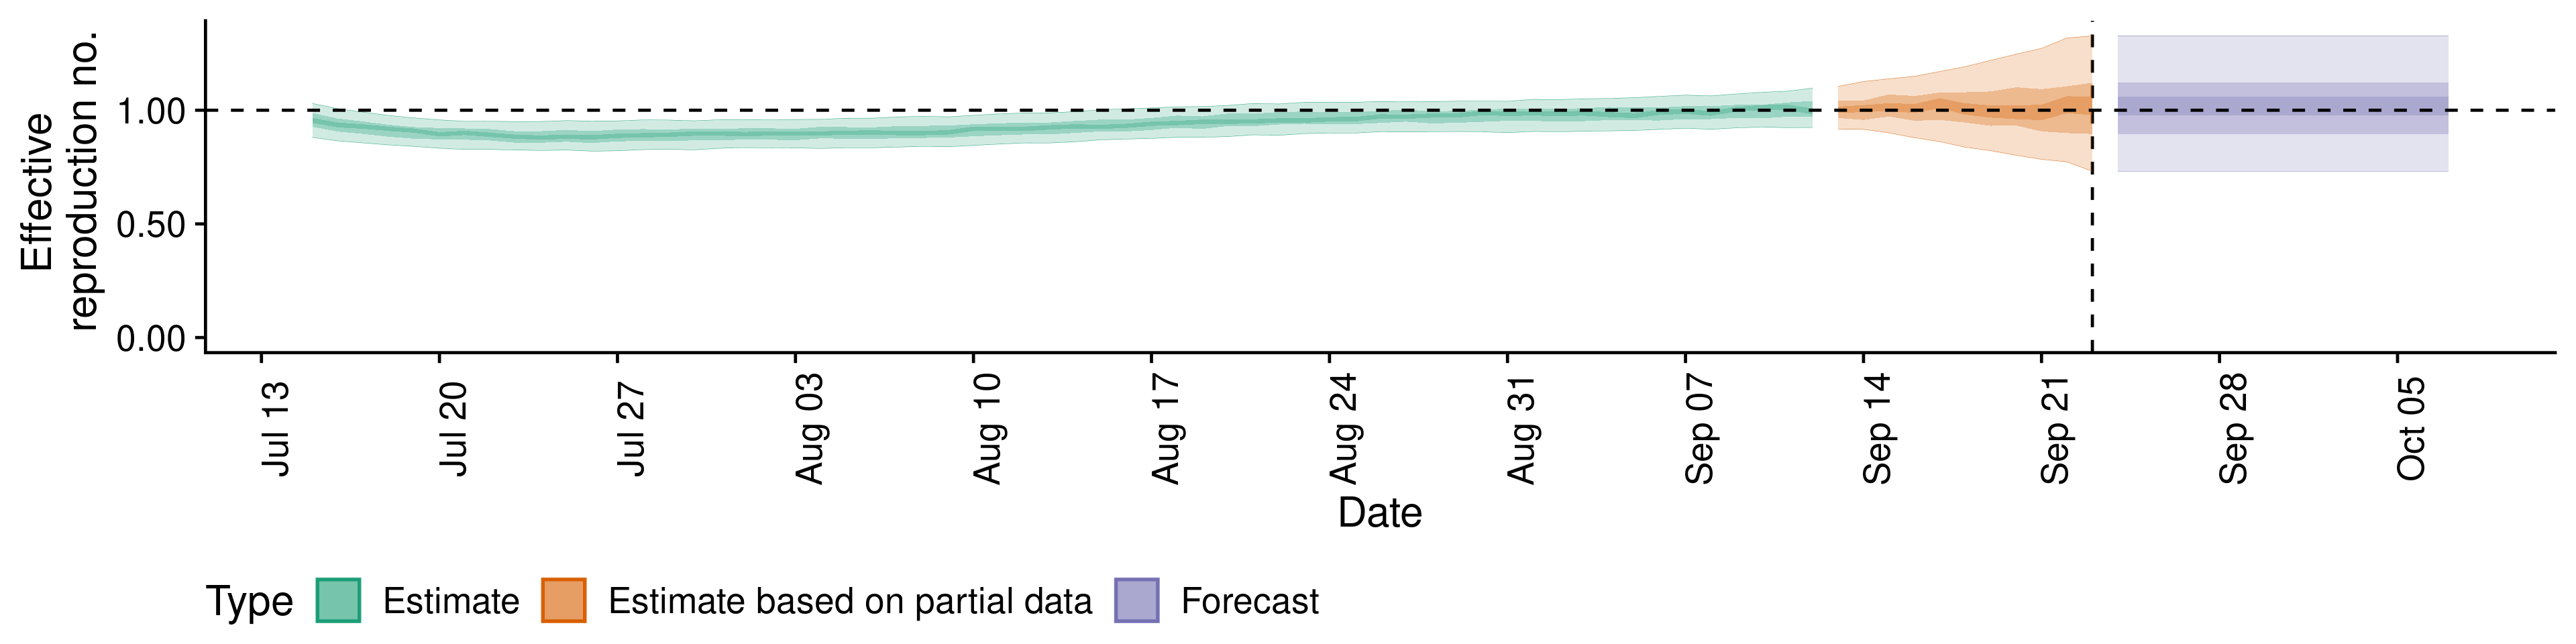 Effective
reproduction no.
1.00
0.50
0.00
Jul 13
Jul 20
Jul 27
Aug 03
Aug 10
Aug 17
Aug 24
Aug 31
Sep 07
Sep 14
Sep 21
Sep 28
Oct 05
Date
Type Estimate Estimate based on partial data Forecast